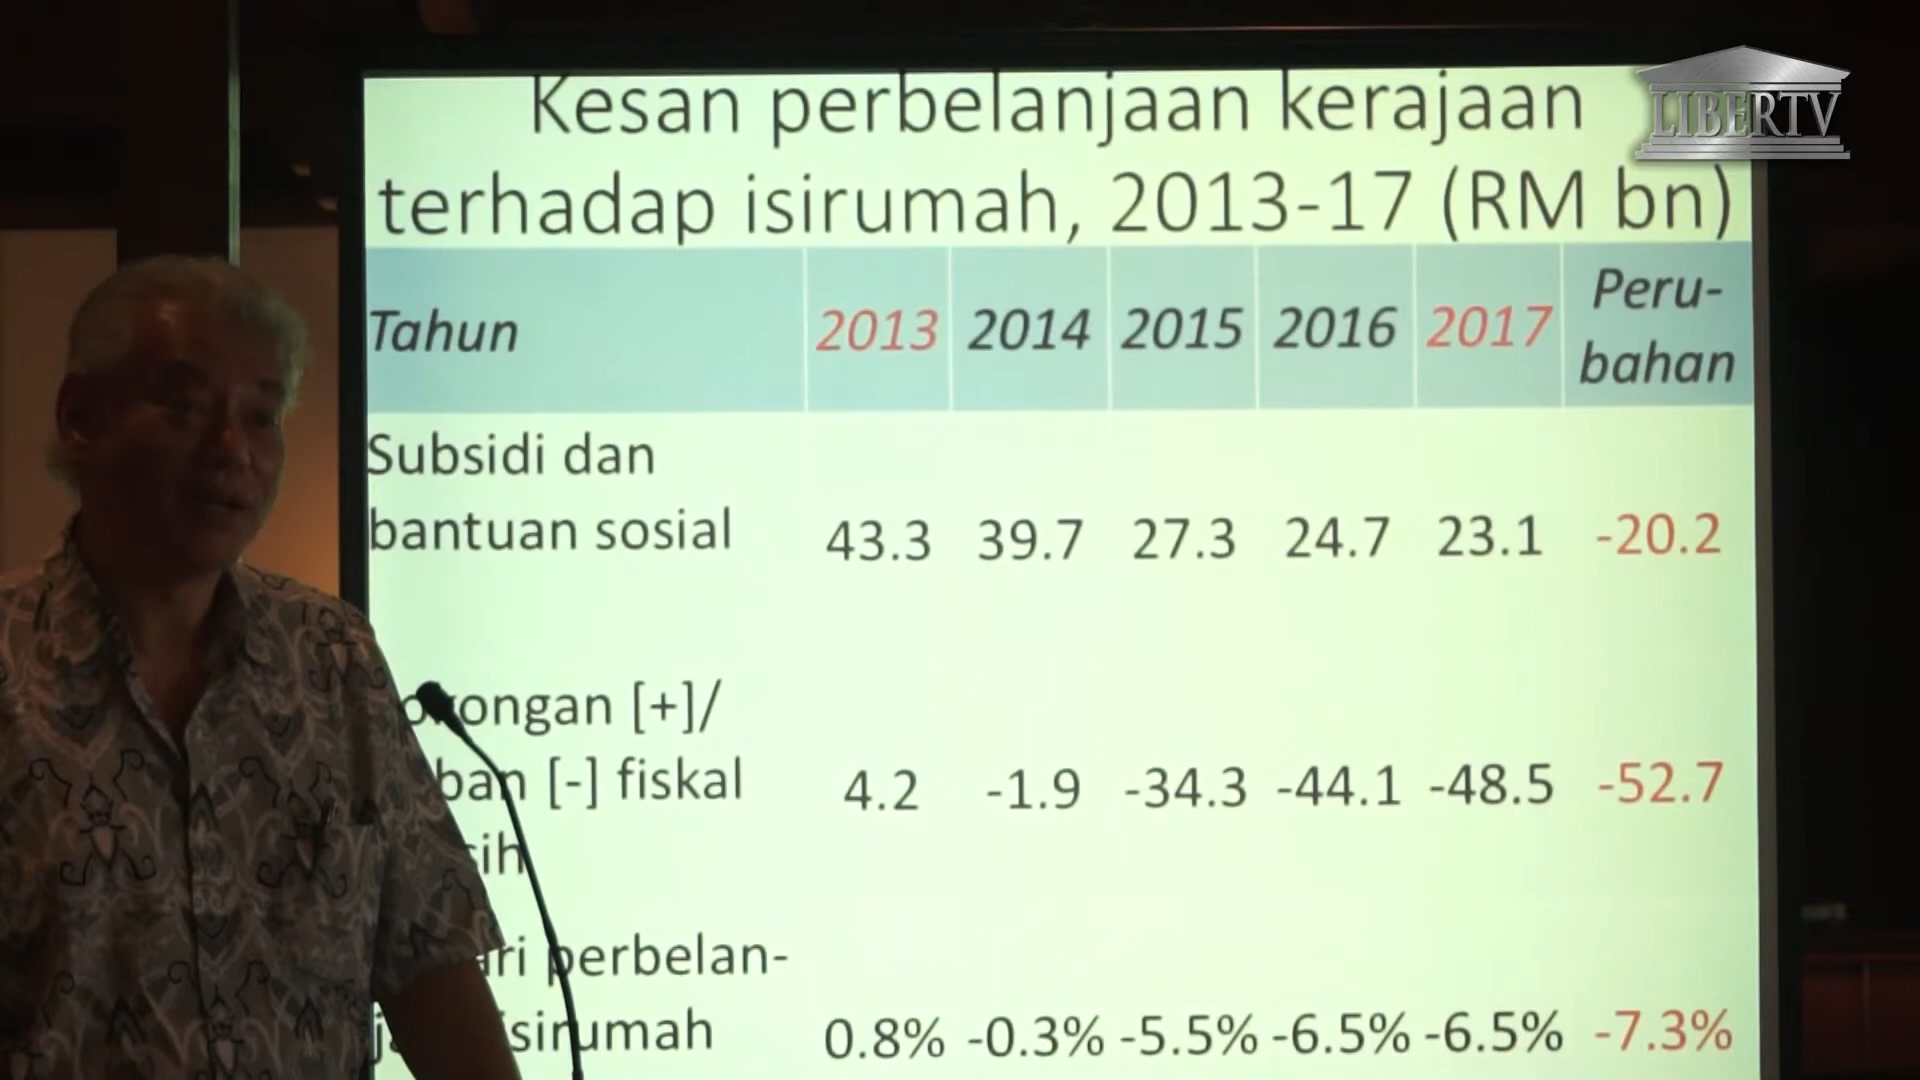 LIBERTV
Kesan perbelanjaan kerajaan
terhadap isirumah, 2013-17 (RM bn)
Tahun 2013 2014 2015 2016 2017 Peru-
bahan
Subsidi dan
bantuan sosial 43.3 39.7 27.3 24.7 23.1 -20.2
[+]/
[-] fiskal 4.2 -1.9 -34.3 -44.1 -48.5 -52.7
perbelan-
isirumah 0.8% -0.3% -5.5% -6.5% -6.5% -7.3%